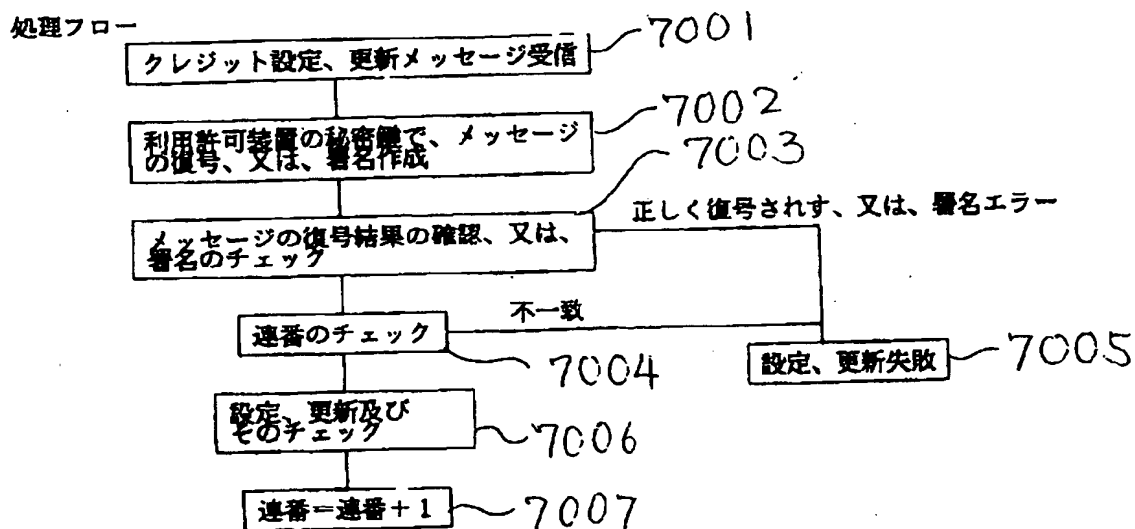 処理フロー
クレジット設定、更新メッセージ受信
7001
利用許可装置の秘密鍵で、メッセージ
の復号、又は、署名作成
7002
メッセージの復号結果の確認、又は、
署名のチェック
7003
正しく復号されす、又は、署名エラー
連番のチェック
7004
不一致
設定、更新失敗
7005
設定、更新及び
そのチェック
7006
連番=連番+1
7007